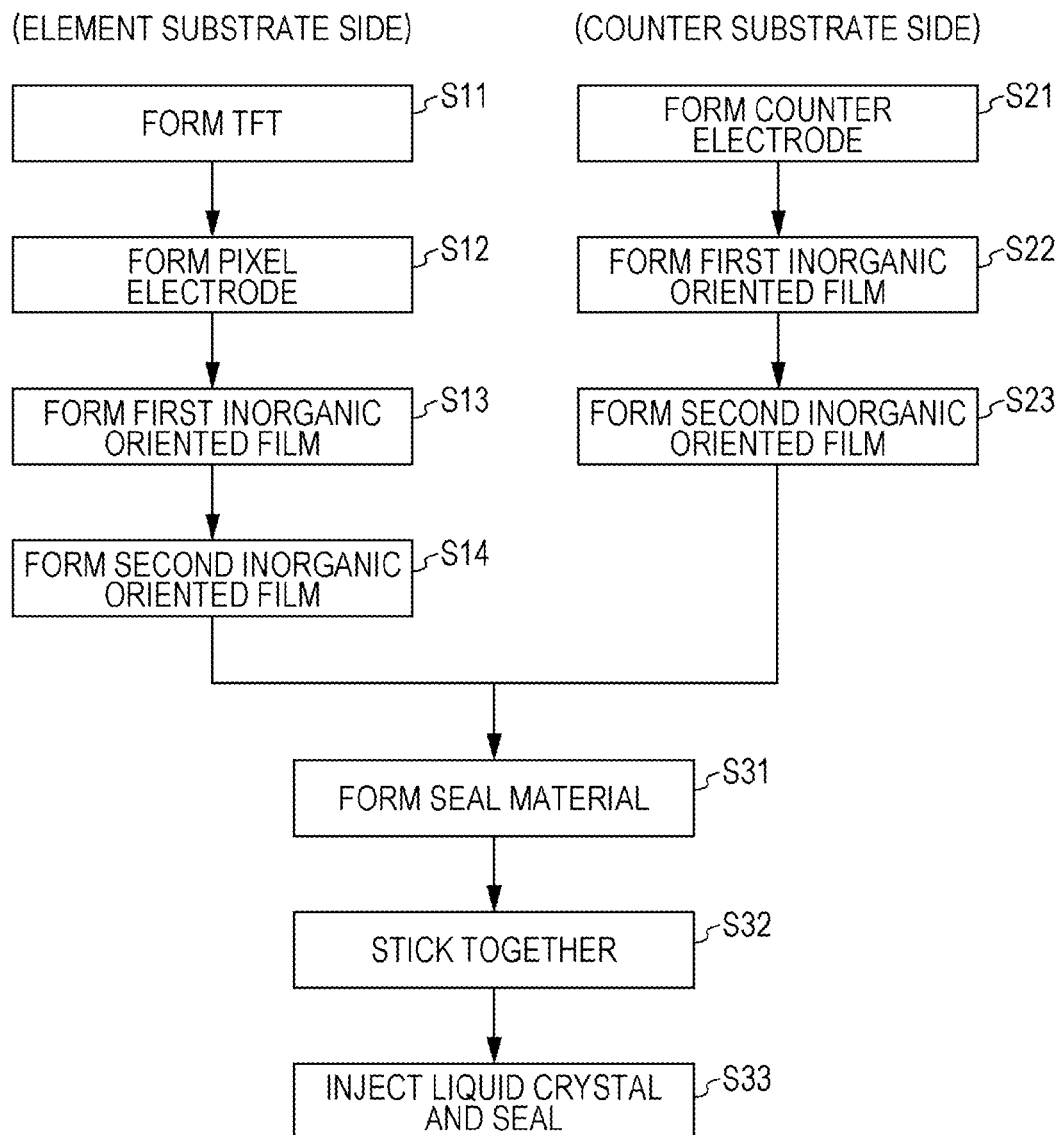 (ELEMENT SUBSTRATE SIDE)
S11
FORM TFT
S12
FORM PIXEL
ELECTRODE
S13
FORM FIRST INORGANIC
ORIENTED FILM
S14
FORM SECOND INORGANIC
ORIENTED FILM
(COUNTER SUBSTRATE SIDE)
S21
FORM COUNTER
ELECTRODE
S22
FORM FIRST INORGANIC
ORIENTED FILM
S23
FORM SECOND INORGANIC
ORIENTED FILM
S31
FORM SEAL MATERIAL
S32
STICK TOGETHER
S33
INJECT LIQUID CRYSTAL
AND SEAL